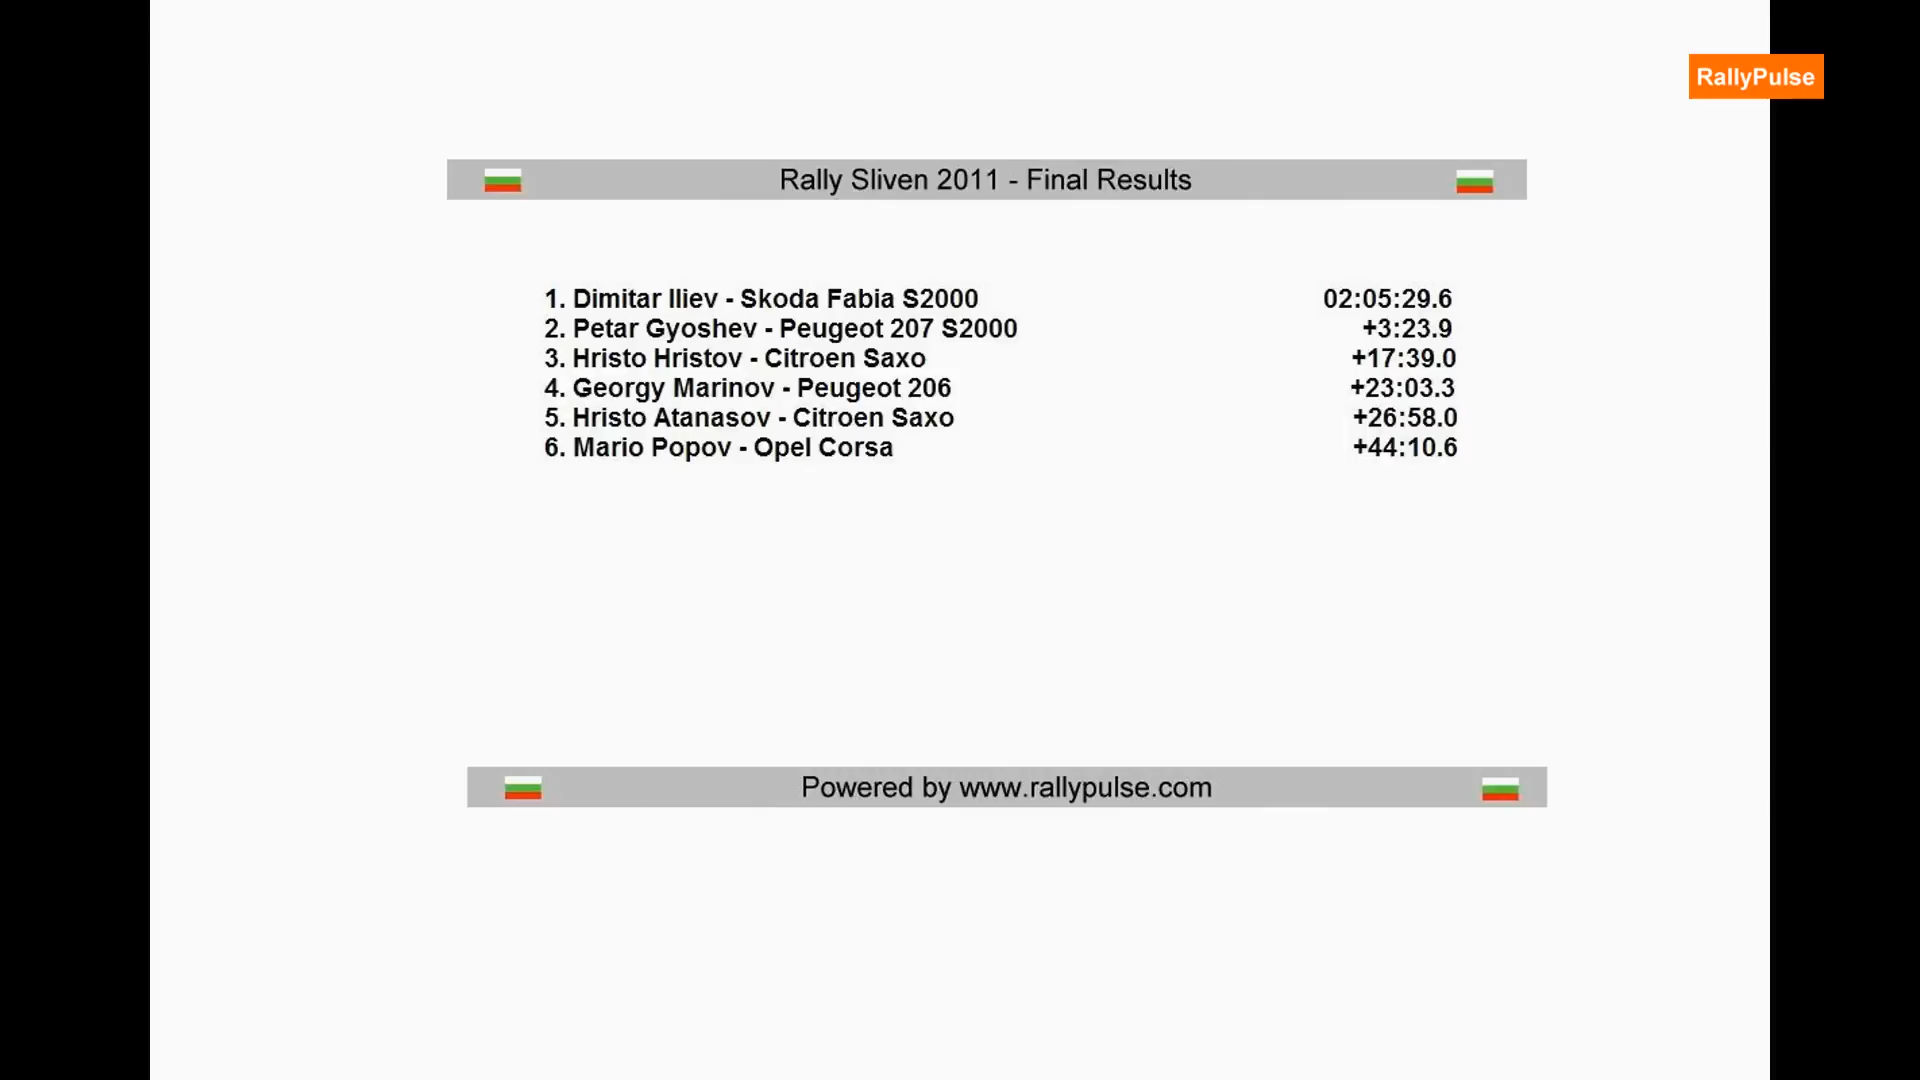 RallyPulse
Rally Sliven 2011 - Final Results
1. Dimitar Iliev - Skoda Fabia S2000 02:05:29.6
2. Petar Gyoshev - Peugeot 207 S2000 +3:23.9
3. Hristo Hristov - Citroen Saxo +17:39.0
4. Georgy Marinov - Peugeot 206 +23:03.3
5. Hristo Atanasov - Citroen Saxo +26:58.0
6. Mario Popov - Opel Corsa +44:10.6
Powered by www.rallypulse.com